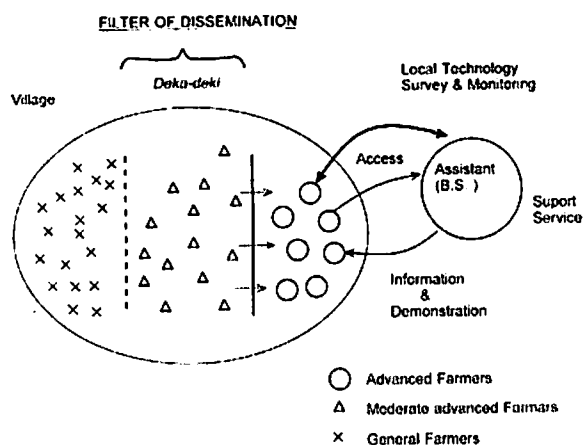 FILTER OF DISSEMINATION
Deka-deki
Village
Local Technology
Survey & Monitoring
Access
Assistant
(B.S.)
Suport
Service
Information
&
Demonstration
Advanced Farmers
Moderate advanced Farmars
General Farmers